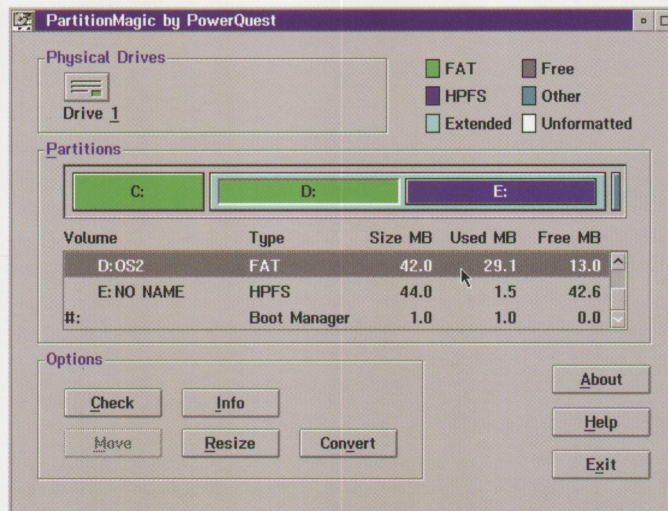 PartitionMagic by PowerQuest
Physical Drives
Drive 1
FAT
Free
HPFS
Other
Extended
Unformatted
Partitions
C:
D:
E:
Volume Type Size MB Used MB Free MB
D:OS2 FAT 42.0 29.1 13.0
E:NO NAME HPFS 44.0 1.5 42.6
#: Boot Manager 1.0 1.0 0.0
Options
Check
Info
Move
Resize
Convert
About
Help
Exit